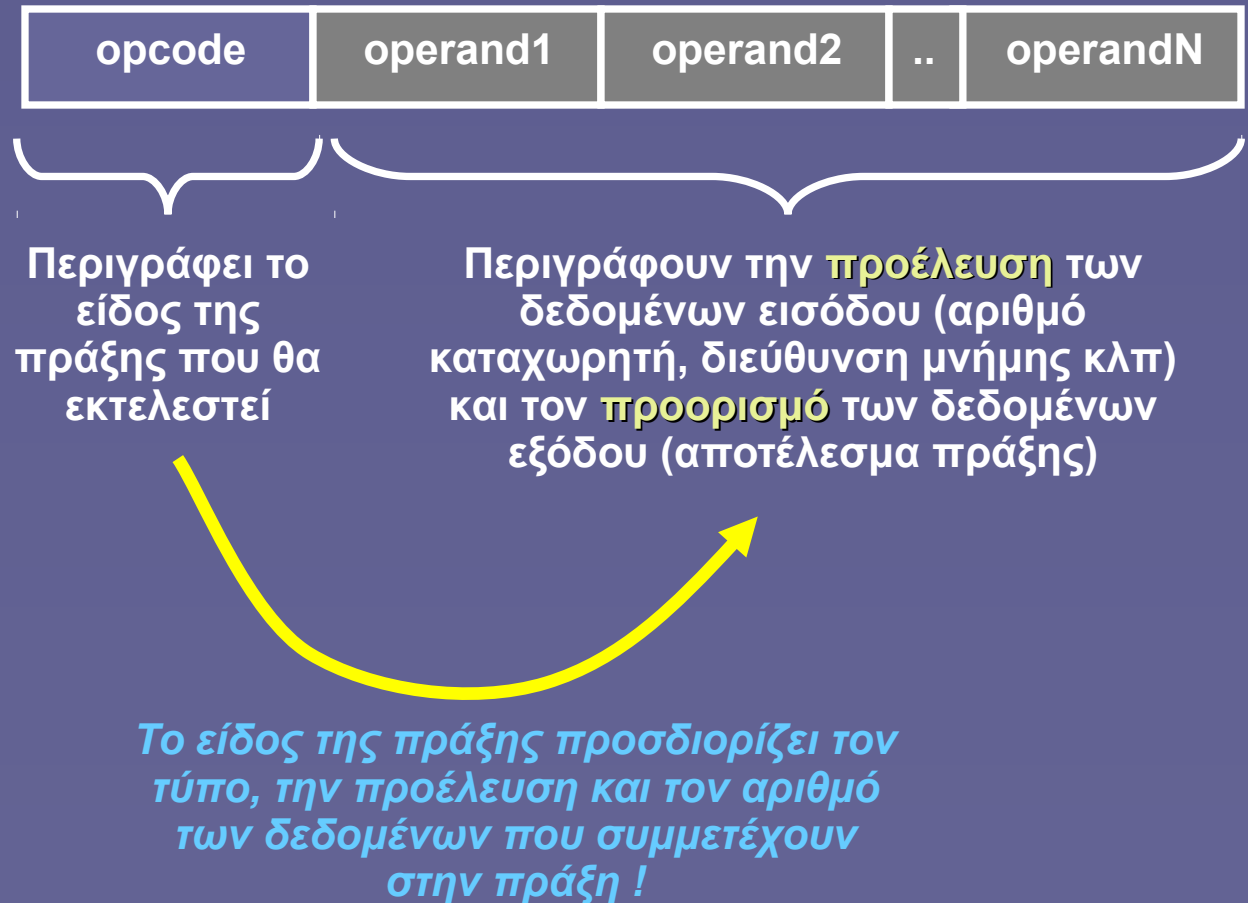 opcode operand1 operand2 .. operandN
Περιγράφει το
είδος της
πράξης που θα
εκτελεστεί
Περιγράφουν την προέλευση των
δεδομένων εισόδου (αριθμό
καταχωρητή, διεύθυνση μνήμης κλπ)
και τον προορισμό των δεδομένων
εξόδου (αποτέλεσμα πράξης)
Το είδος της πράξης προσδιορίζει τον
τύπο, την προέλευση και τον αριθμό
των δεδομένων που συμμετέχουν
στην πράξη !